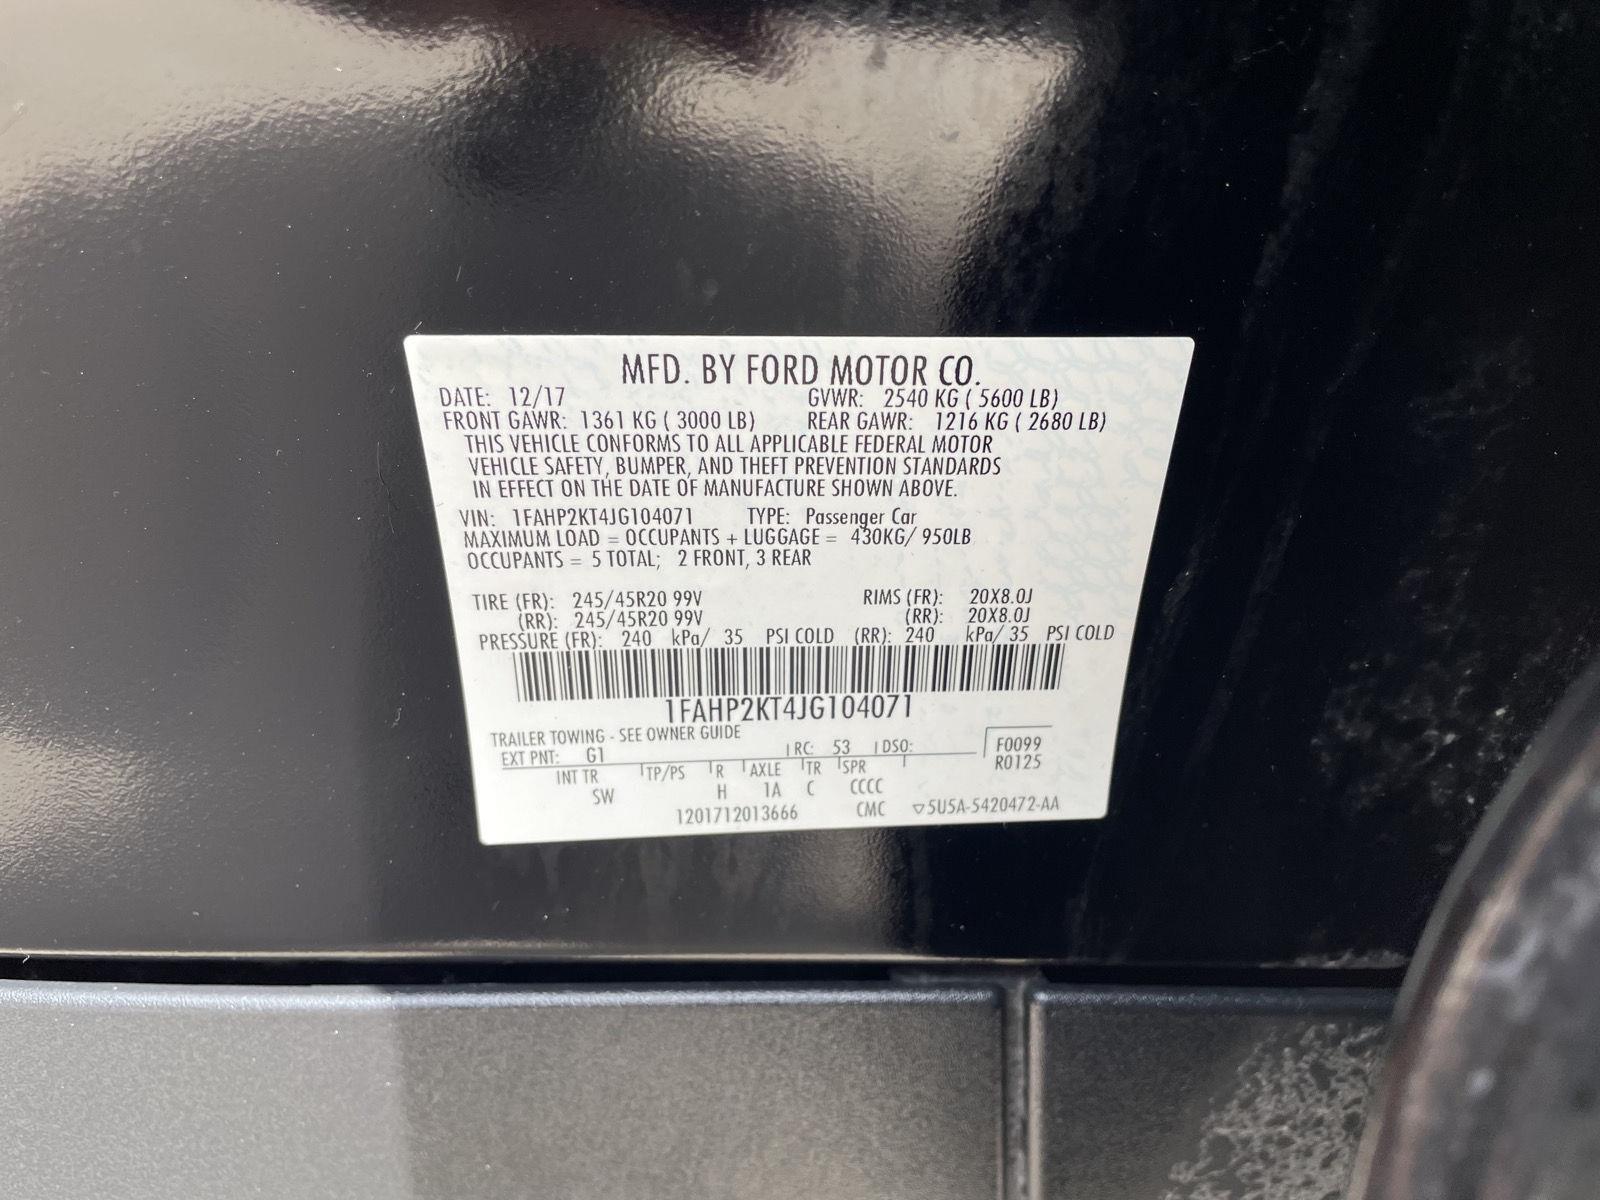 MFD. BY FORD MOTOR CO.
DATE: 12/17 GVWR: 2540 KG ( 5600 LB)
FRONT GAWR: 1361 KG ( 3000 LB) REAR GAWR: 1216 KG ( 2680 LB)
THIS VEHICLE CONFORMS TO ALL APPLICABLE FEDERAL MOTOR
VEHICLE SAFETY, BUMPER, AND THEFT PREVENTION STANDARDS
IN EFFECT ON THE DATE OF MANUFACTURE SHOWN ABOVE.
VIN: 1FAHP2KT4JG104071 TYPE: Passenger Car
MAXIMUM LOAD = OCCUPANTS + LUGGAGE = 430KG/ 950LB
OCCUPANTS = 5 TOTAL; 2 FRONT, 3 REAR
TIRE (FR): 245/45R20 99V RIMS (FR): 20X8.0J
(RR): 245/45R20 99V (RR): 20X8.0J
PRESSURE (FR): 240 kPa/ 35 PSI COLD (RR): 240 kPa/ 35 PSI COLD
1FAHP2KT4JG104071
TRAILER TOWING - SEE OWNER GUIDE
EXT PNT: G1 RC: 53 DSO: F0099
R0125
INT TR TP/PS R AXLE TR SPR
SW H 1A C CCCC
1201712013666 CMC ▽5U5A-5420472-AA